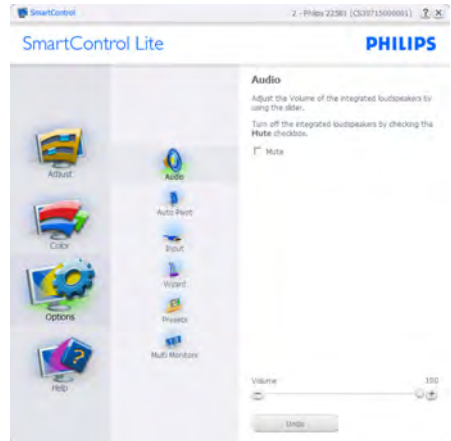 SmartControl
2 - Philips 225B1 (CS39715000001) ? X
SmartControl Lite
PHILIPS
Audio
Adjust the Volume of the integrated loudspeakers by
using the slider.
Turn off the integrated loudspeakers by checking the
Mute checkbox.
Mute
Adjust
Color
Options
Help
Audio
Auto Pivot
Input
Wizard
Presets
Multi Monitors
Volume
100
Undo